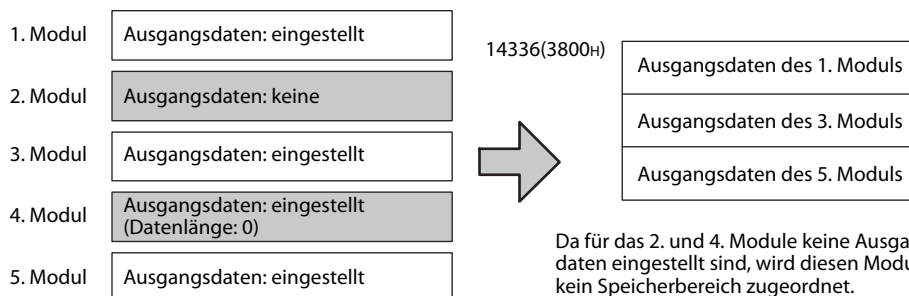 1. Modul
Ausgangsdaten: eingestellt
2. Modul
Ausgangsdaten: keine
3. Modul
Ausgangsdaten: eingestellt
4. Modul
Ausgangsdaten: eingestellt
(Datenlänge: 0)
5. Modul
Ausgangsdaten: eingestellt
14336(3800H)
Ausgangsdaten des 1. Moduls
Ausgangsdaten des 3. Moduls
Ausgangsdaten des 5. Moduls
Da für das 2. und 4. Module keine Ausga
daten eingestellt sind, wird diesen Modu
kein Speicherbereich zugeordnet.